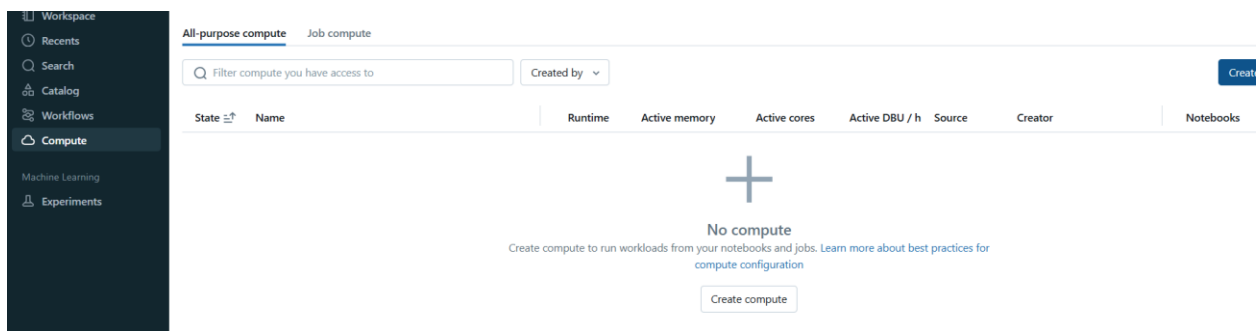 Workspace
Recents
Search
Catalog
Workflows
Compute
Machine Learning
Experiments
All-purpose compute Job compute
Filter compute you have access to Created by Create
State Name Runtime Active memory Active cores Active DBU / h Source Creator Notebooks
No compute
Create compute to run workloads from your notebooks and jobs. Learn more about best practices for
compute configuration
Create compute